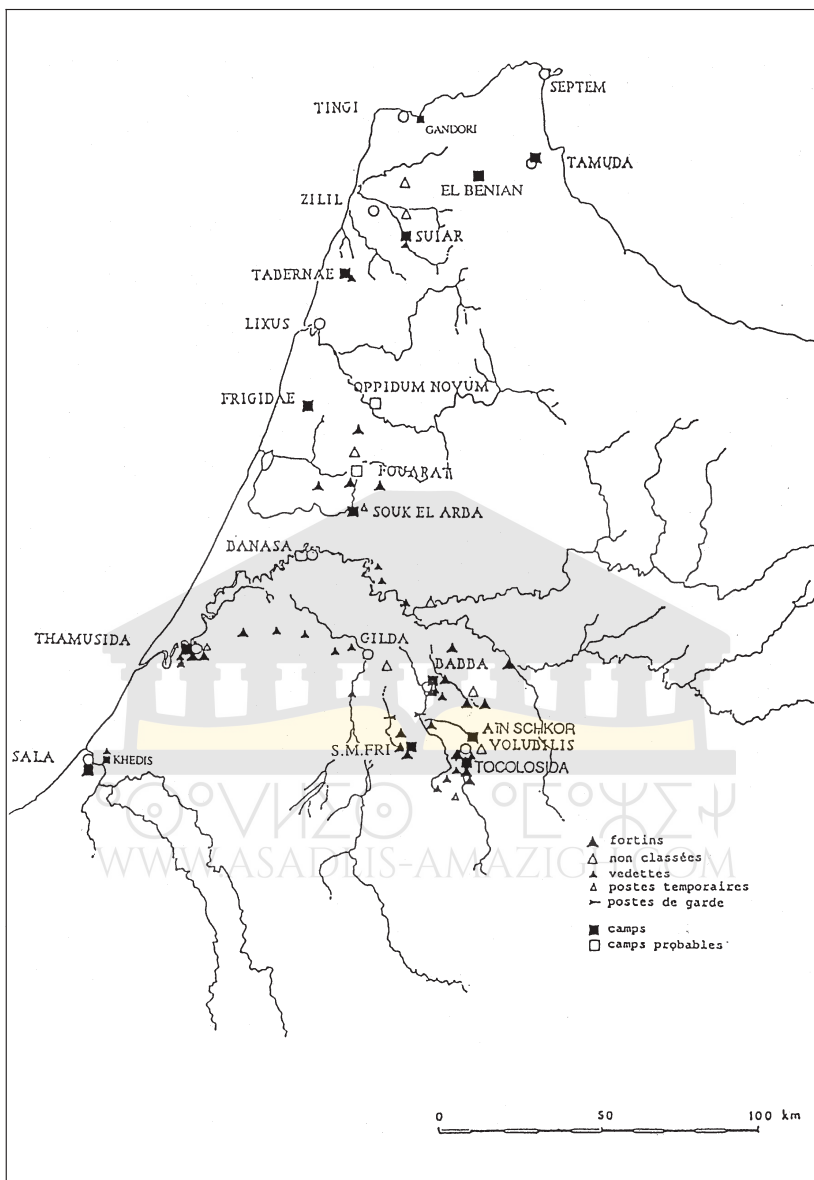 SEPTEM
TINGI
GANDORI
TAMUDA
EL BENIAN
ZILIL
SUIAR
TABERNAE
LIXUS
OPPIDUM NOVUM
FRIGIDAE
FOUARAT
SOUK EL ARBA
BANASA
THAMUSIDA
GILDA
BABBA
AÏN SCHKOR
VOLUBILIS
S.M.FRI
TOCOLOSIDA
SALA
KHEDIS
fortins
non classées
WWW.ASADLIS-AMAZIGH.COM
vedettes
postes temporaires
postes de garde
camps
camps probables
0 50 100 km